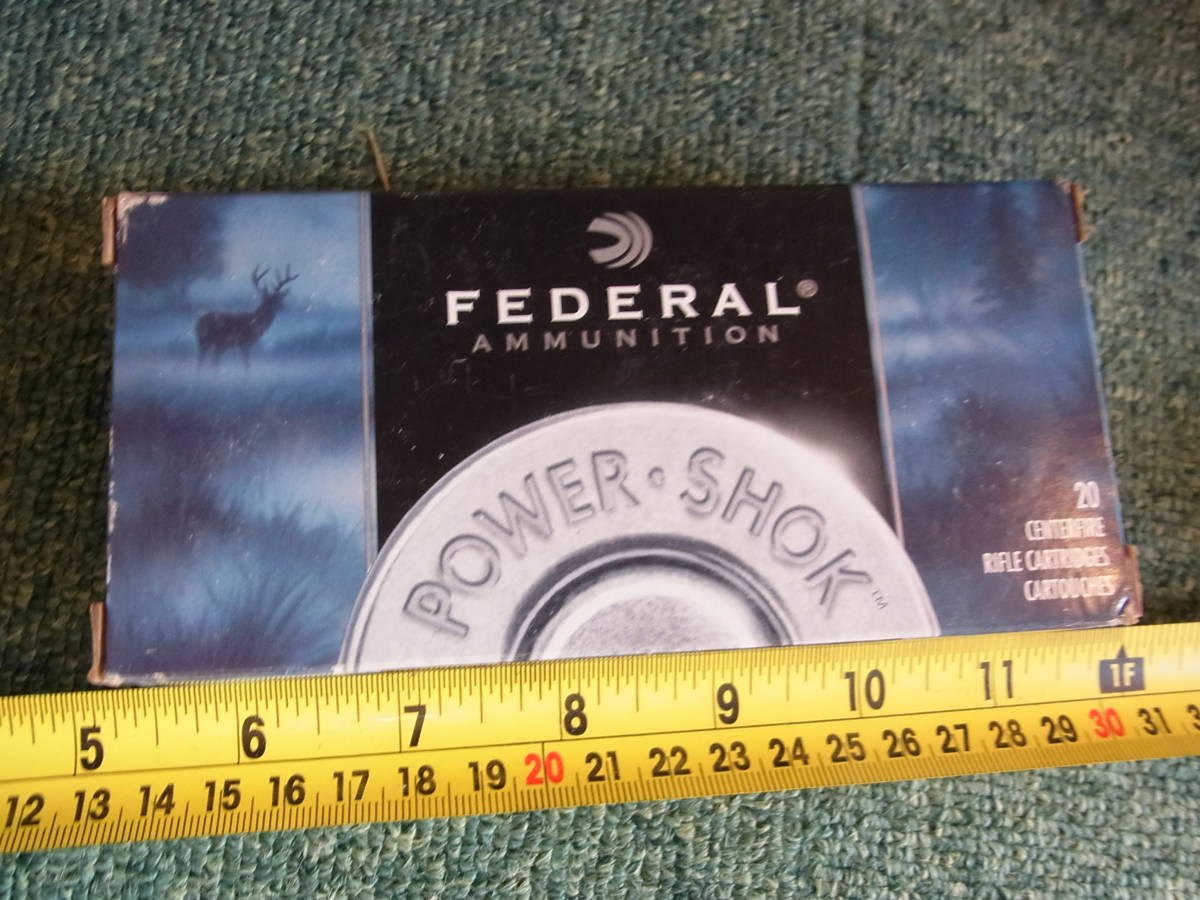 FEDERAL®
AMMUNITION
POWER·SHOK™
20
CENTERFIRE
RIFLE CARTRIDGES
CARTOUCHES
5 6 7 8 9 10 11 1F
12 13 14 15 16 17 18 19 20 21 22 23 24 25 26 27 28 29 30 31